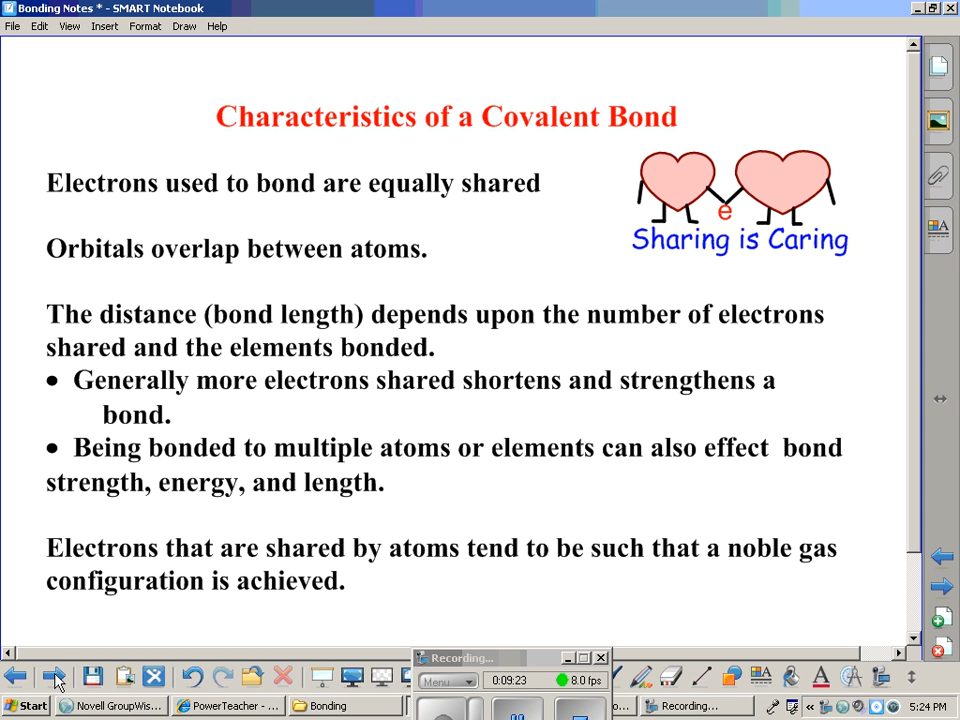 Bonding Notes * - SMART Notebook
File Edit View Insert Format Draw Help
Characteristics of a Covalent Bond
Electrons used to bond are equally shared
e
Sharing is Caring
Orbitals overlap between atoms.
The distance (bond length) depends upon the number of electrons
shared and the elements bonded.
• Generally more electrons shared shortens and strengthens a
bond.
• Being bonded to multiple atoms or elements can also effect bond
strength, energy, and length.
Electrons that are shared by atoms tend to be such that a noble gas
configuration is achieved.
Recording...
Menu 0:09:23 8.0 fps
A
Start Novell GroupWis... PowerTeacher - ... Bonding o... Recording... 5:24 PM